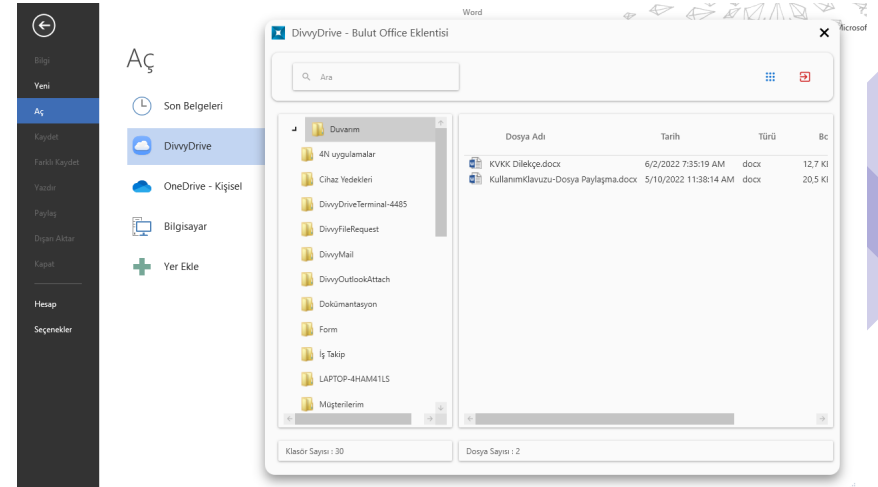 Word
Microsof
Bilgi
Yeni
Aç
Kaydet
Farklı Kaydet
Yazdır
Paylaş
Dışarı Aktar
Kapat
Hesap
Seçenekler
Aç
Son Belgeleri
DivvyDrive
OneDrive - Kişisel
Bilgisayar
Yer Ekle
DivvyDrive - Bulut Office Eklentisi
Ara
Duvarım
4N uygulamalar
Cihaz Yedekleri
DivvyDriveTerminal-4485
DivvyFileRequest
DivvyMail
DivvyOutlookAttach
Dokümantasyon
Form
İş Takip
LAPTOP-4HAM41LS
Müşterilerim
Klasör Sayısı : 30
Dosya Adı Tarih Türü Bc
KVKK Dilekçe.docx 6/2/2022 7:35:19 AM docx 12,7 KI
KullanımKlavuzu-Dosya Paylaşma.docx 5/10/2022 11:38:14 AM docx 20,5 KI
Dosya Sayısı : 2